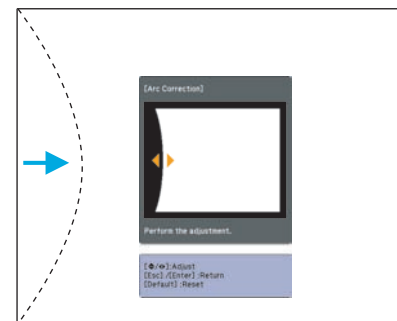 [Arc Correction]
Perform the adjustment.
[◆/◆]:Adjust
[Esc] /[Enter] :Return
[Default] :Reset